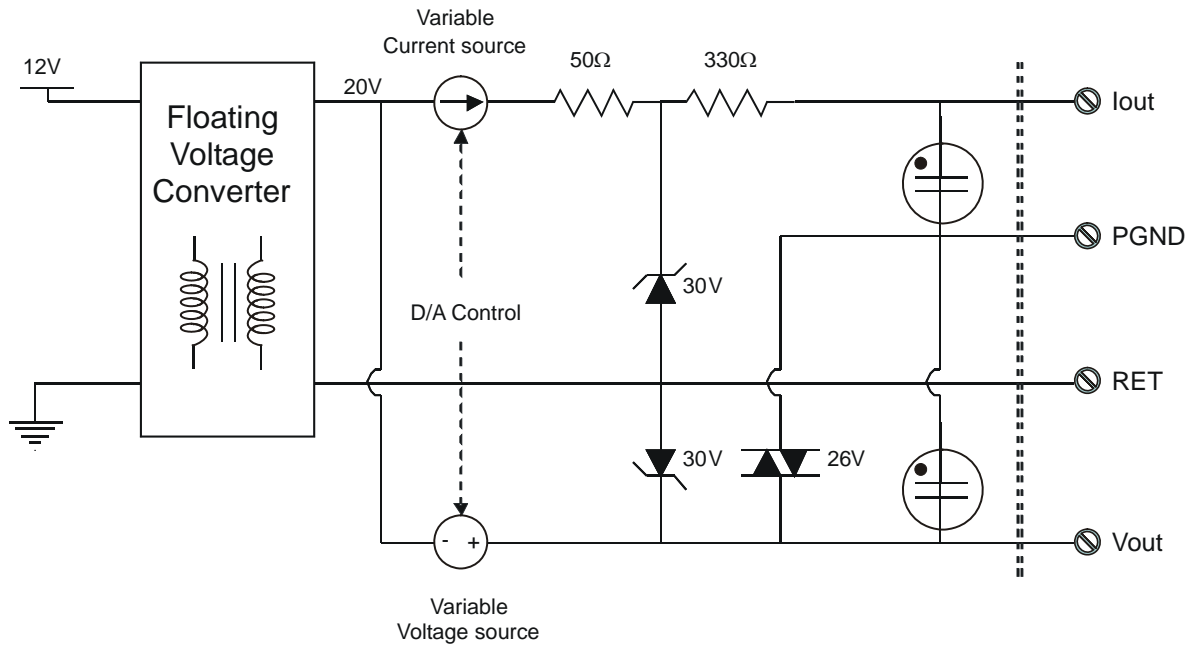 Variable
Current source
12V
20V
50Ω
330Ω
Iout
Floating
Voltage
Converter
PGND
30V
D/A Control
RET
30V
26V
- +
Vout
Variable
Voltage source